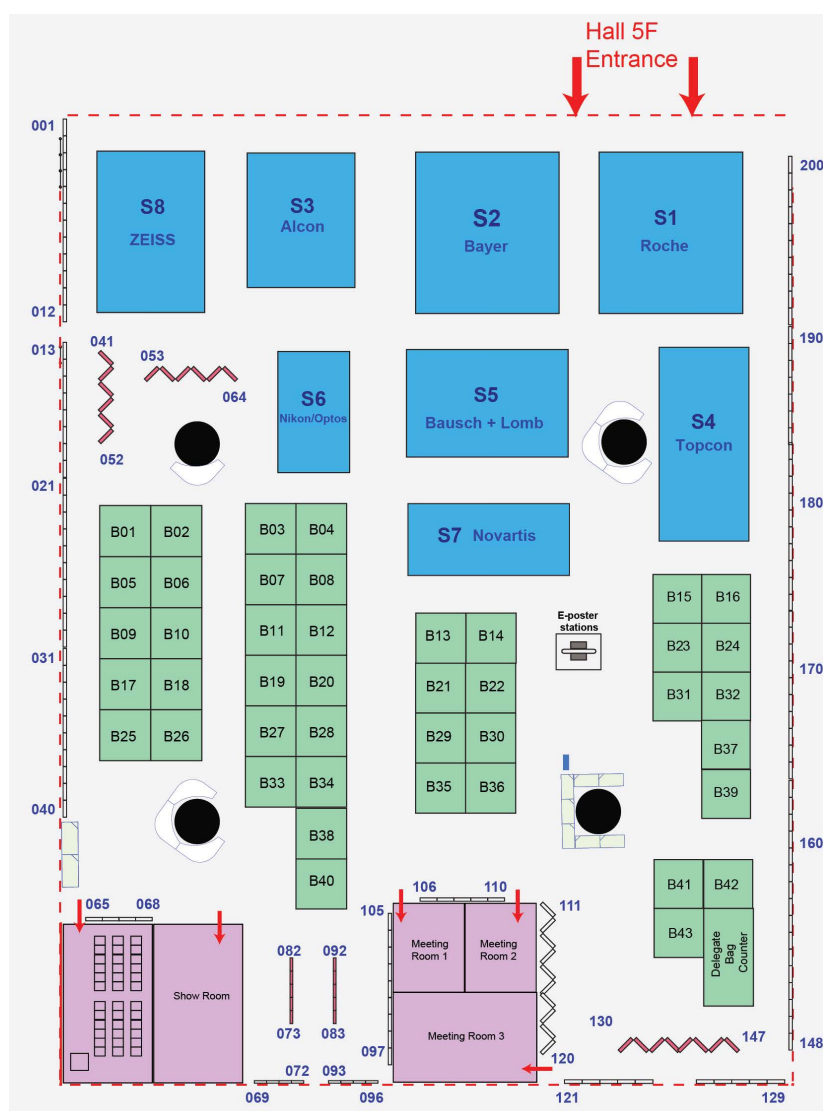 Hall 5F
Entrance
001
200
S8
ZEISS
S3
Alcon
S2
Bayer
S1
Roche
012
013
041
053
064
052
190
S6
Nikon/Optos
S5
Bausch + Lomb
S4
Topcon
021
180
S7 Novartis
B01 B02 B03 B04
B05 B06 B07 B08 B15 B16
E-poster
stations
B09 B10 B11 B12 B13 B14 B23 B24
031
170
B17 B18 B19 B20 B21 B22 B31 B32
B25 B26 B27 B28 B29 B30 B37
B33 B34 B35 B36 B39
040
160
B38
B40
B41 B42
065 068
106 110
105
111
B43
Delegate
Bag
Counter
082 092
Meeting
Room 1
Meeting
Room 2
Show Room
073 083
Meeting Room 3
097
120
130
147
148
072 093
069
096
121
129